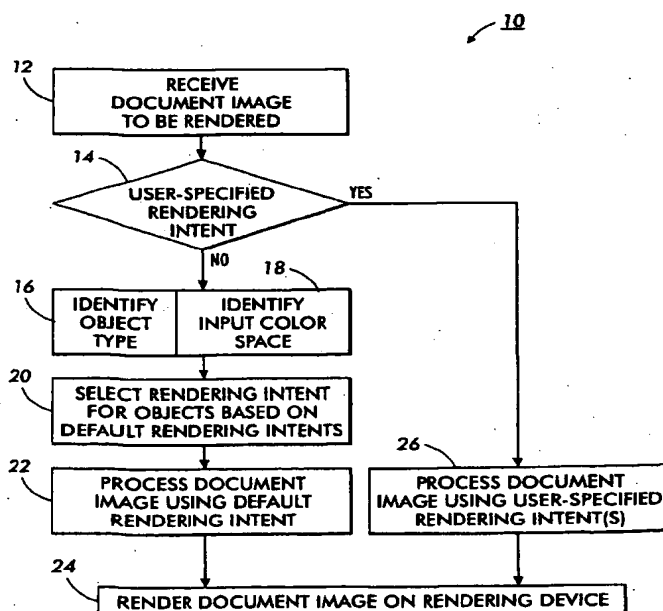 10
12
RECEIVE
DOCUMENT IMAGE
TO BE RENDERED
14
USER-SPECIFIED
RENDERING
INTENT
YES
NO
16
IDENTIFY
OBJECT
TYPE
18
IDENTIFY
INPUT COLOR
SPACE
20
SELECT RENDERING INTENT
FOR OBJECTS BASED ON
DEFAULT RENDERING INTENTS
22
PROCESS DOCUMENT
IMAGE USING DEFAULT
RENDERING INTENT
26
PROCESS DOCUMENT
IMAGE USING USER-SPECIFIED
RENDERING INTENT(S)
24
RENDER DOCUMENT IMAGE ON RENDERING DEVICE